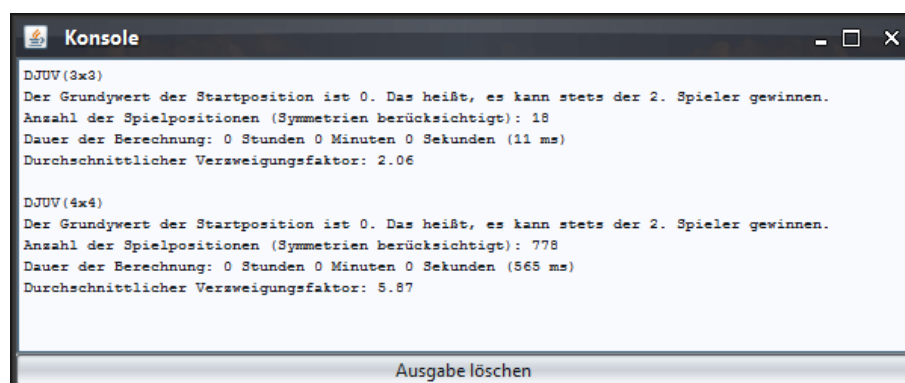 Konsole
DJUV(3x3)
Der Grundywert der Startposition ist 0. Das heißt, es kann stets der 2. Spieler gewinnen.
Anzahl der Spielpositionen (Symmetrien berücksichtigt): 18
Dauer der Berechnung: 0 Stunden 0 Minuten 0 Sekunden (11 ms)
Durchschnittlicher Verzweigungsfaktor: 2.06
DJUV(4x4)
Der Grundywert der Startposition ist 0. Das heißt, es kann stets der 2. Spieler gewinnen.
Anzahl der Spielpositionen (Symmetrien berücksichtigt): 778
Dauer der Berechnung: 0 Stunden 0 Minuten 0 Sekunden (565 ms)
Durchschnittlicher Verzweigungsfaktor: 5.87
Ausgabe löschen